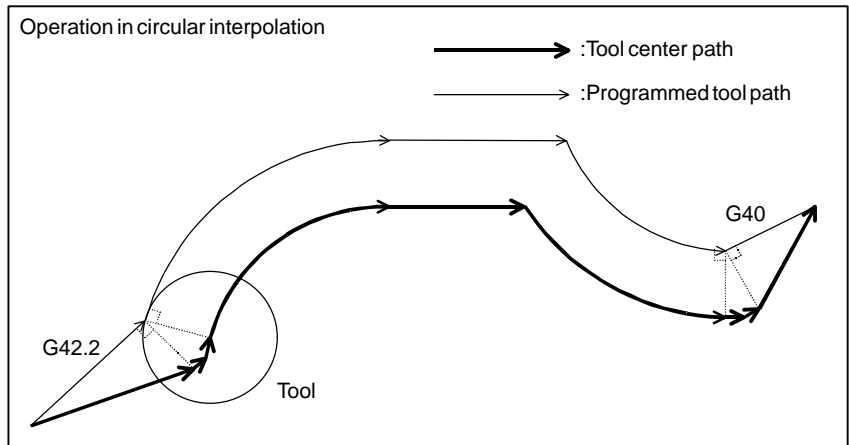 Operation in circular interpolation
:Tool center path
:Programmed tool path
G40
G42.2
Tool